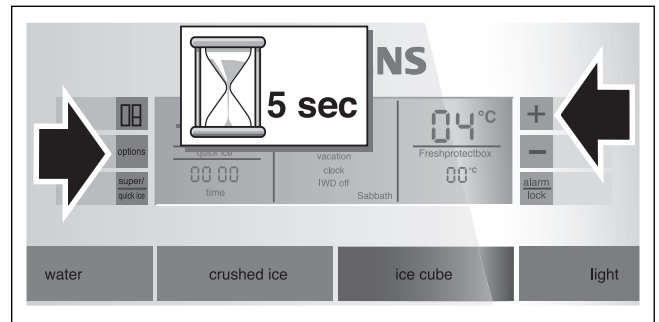 NS
5 sec
04 °C
+
options
quick ice
vacation
Freshprotectbox
−
clock
super/
quick ice
00 00
IWD off
00 °C
alarm
lock
time
Sabbath
water
crushed ice
ice cube
light